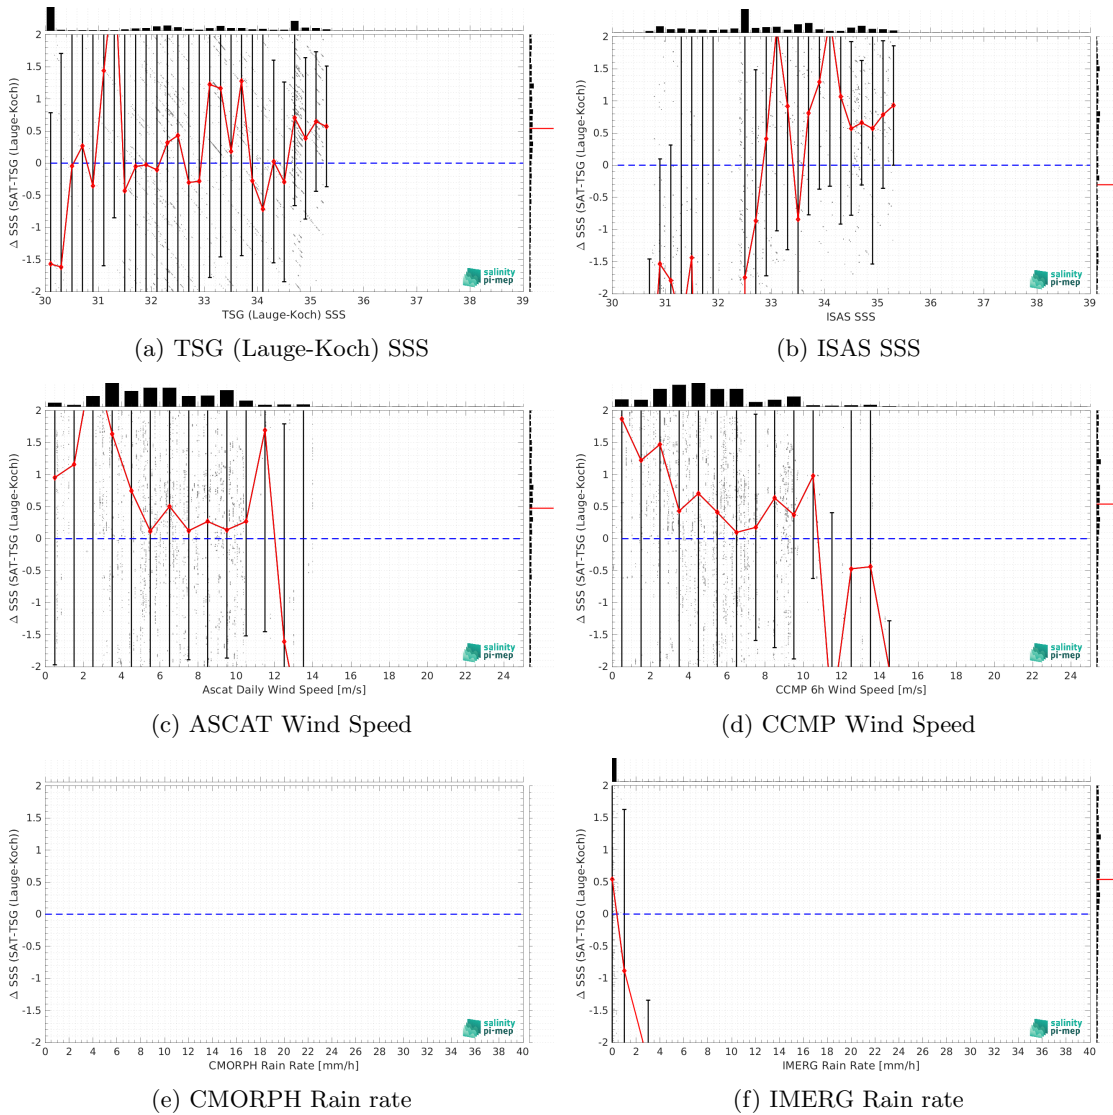 Δ SSS (SAT-TSG (Lauge-Koch))
2
1.5
1
0.5
0
-0.5
-1
-1.5
-2
salinity
pi-mep
30 31 32 33 34 35 36 37 38 39
TSG (Lauge-Koch) SSS
(a) TSG (Lauge-Koch) SSS
Δ SSS (SAT-TSG (Lauge-Koch))
2
1.5
1
0.5
0
-0.5
-1
-1.5
-2
salinity
pi-mep
30 31 32 33 34 35 36 37 38 39
ISAS SSS
(b) ISAS SSS
Δ SSS (SAT-TSG (Lauge-Koch))
2
1.5
1
0.5
0
-0.5
-1
-1.5
-2
salinity
pi-mep
0 2 4 6 8 10 12 14 16 18 20 22 24
Ascat Daily Wind Speed [m/s]
(c) ASCAT Wind Speed
Δ SSS (SAT-TSG (Lauge-Koch))
2
1.5
1
0.5
0
-0.5
-1
-1.5
-2
salinity
pi-mep
0 2 4 6 8 10 12 14 16 18 20 22 24
CCMP 6h Wind Speed [m/s]
(d) CCMP Wind Speed
Δ SSS (SAT-TSG (Lauge-Koch))
2
1.5
1
0.5
0
-0.5
-1
-1.5
-2
salinity
pi-mep
0 2 4 6 8 10 12 14 16 18 20 22 24 26 28 30 32 34 36 38 40
CMORPH Rain Rate [mm/h]
(e) CMORPH Rain rate
Δ SSS (SAT-TSG (Lauge-Koch))
2
1.5
1
0.5
0
-0.5
-1
-1.5
-2
salinity
pi-mep
0 2 4 6 8 10 12 14 16 18 20 22 24 26 28 30 32 34 36 38 40
IMERG Rain Rate [mm/h]
(f) IMERG Rain rate